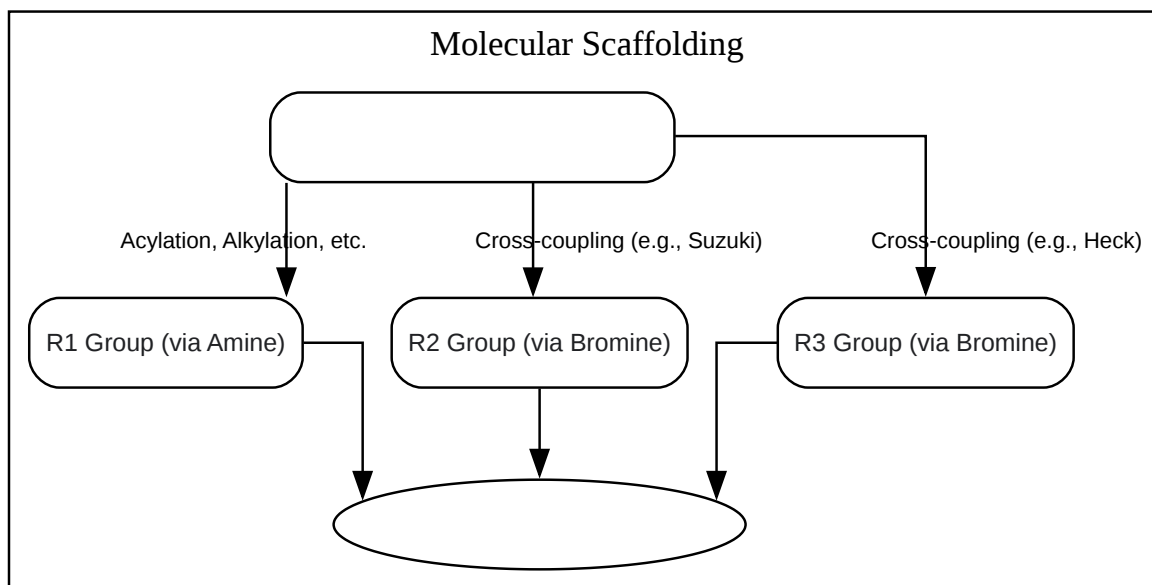 Molecular Scaffolding
Acylation, Alkylation, etc.
Cross-coupling (e.g., Suzuki)
Cross-coupling (e.g., Heck)
R1 Group (via Amine)
R2 Group (via Bromine)
R3 Group (via Bromine)